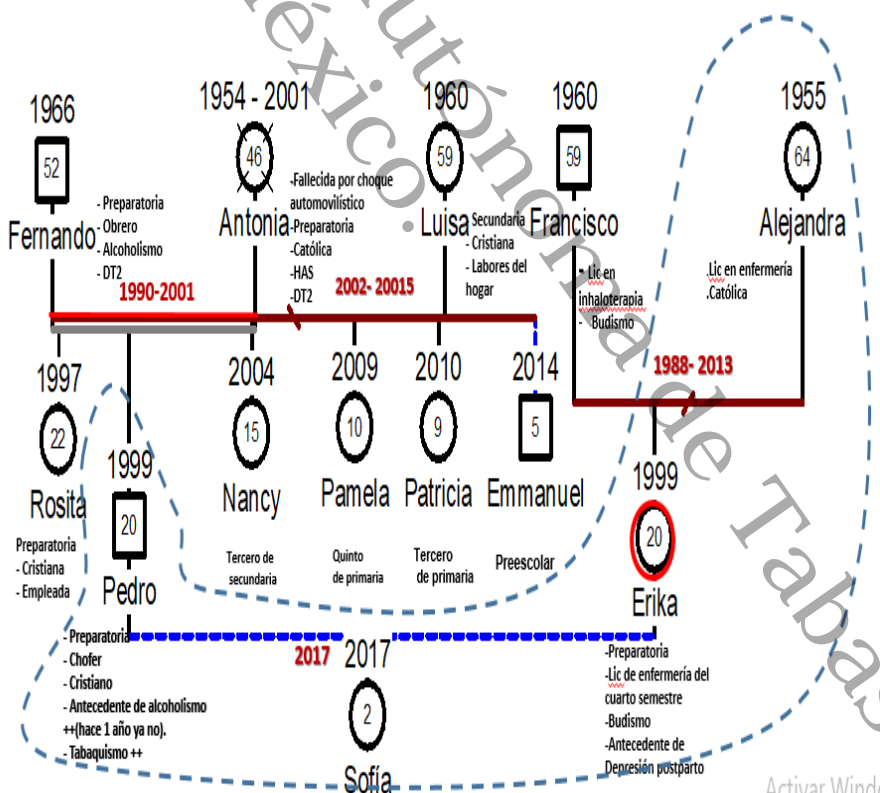 utónoma de Tabas
México.
1966
52
Fernando
- Preparatoria
- Obrero
- Alcoholismo
- DT2
1954 - 2001
46
Antonia
-Fallecida por choque
automovilístico
-Preparatoria
-Católica
-HAS
-DT2
1960
59
Luisa
Secundaria
- Cristiana
- Labores del
hogar
1960
59
Francisco
- Lic en
inhaloterapia
- Budismo
1955
64
Alejandra
.Lic en enfermería
.Católica
1990-2001
2002- 20015
1988- 2013
1997
22
Rosita
Preparatoria
- Cristiana
- Empleada
1999
20
Pedro
- Preparatoria
- Chofer
- Cristiano
- Antecedente de alcoholismo
++(hace 1 año ya no).
- Tabaquismo ++
2004
15
Nancy
Tercero de
secundaria
2009
10
Pamela
Quinto
de primaria
2010
9
Patricia
Tercero
de primaria
2014
5
Emmanuel
Preescolar
1999
20
Erika
-Preparatoria
-Lic de enfermería del
cuarto semestre
-Budismo
-Antecedente de
Depresión postparto
2017
2017
2
Sofía
Activar Windo